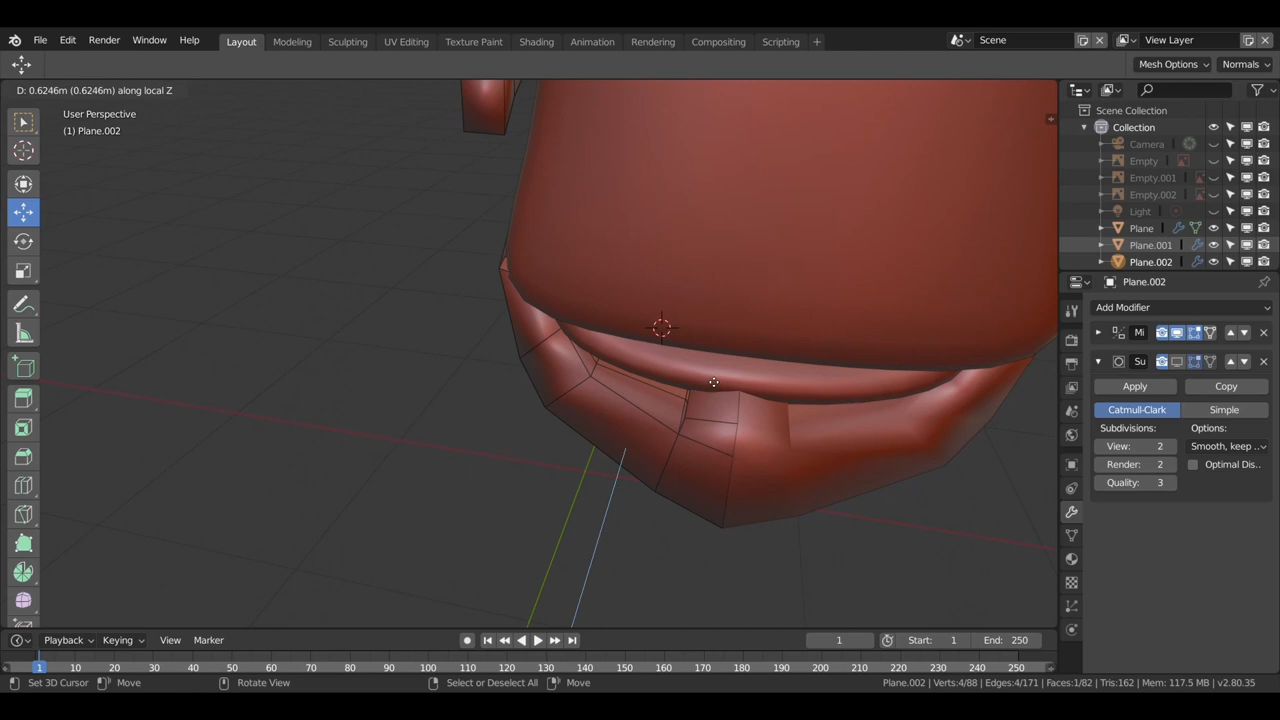 File Edit Render Window Help Layout Modeling Sculpting UV Editing Texture Paint Shading Animation Rendering Compositing Scripting + Scene View Layer
Mesh Options Normals
D: 0.6246m (0.6246m) along local Z
User Perspective
(1) Plane.002
Scene Collection
Collection
Camera
Empty
Empty.001
Empty.002
Light
Plane
Plane.001
Plane.002
Plane.002
Add Modifier
Mi
Su
Apply Copy
Catmull-Clark Simple
Subdivisions: Options:
View: 2 Smooth, keep ..
Render: 2 Optimal Dis..
Quality: 3
Playback Keying View Marker 1 Start: 1 End: 250
1 10 20 30 40 50 60 70 80 90 100 110 120 130 140 150 160 170 180 190 200 210 220 230 240 250
Set 3D Cursor Move Rotate View Select or Deselect All Move Plane.002 | Verts:4/88 | Edges:4/171 | Faces:1/82 | Tris:162 | Mem: 117.5 MB | v2.80.35